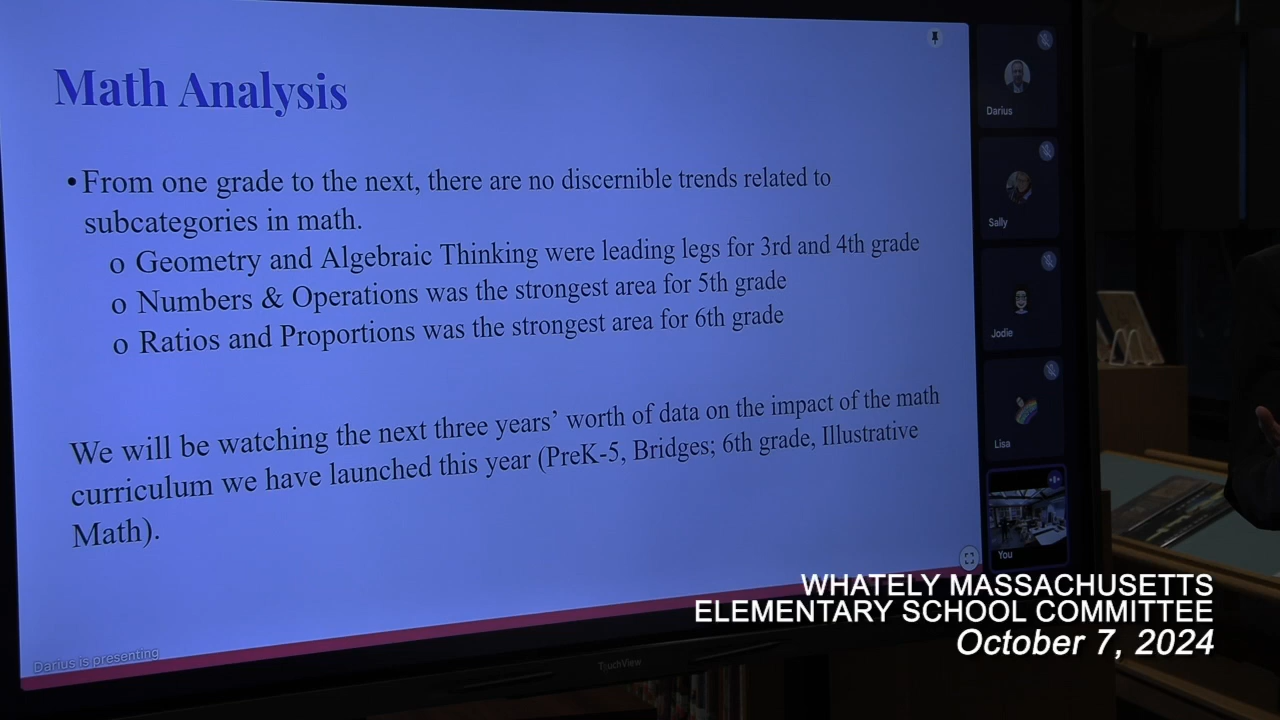 Math Analysis
• From one grade to the next, there are no discernible trends related to
subcategories in math.
o Geometry and Algebraic Thinking were leading legs for 3rd and 4th grade
o Numbers & Operations was the strongest area for 5th grade
o Ratios and Proportions was the strongest area for 6th grade
We will be watching the next three years’ worth of data on the impact of the math
curriculum we have launched this year (PreK-5, Bridges; 6th grade, Illustrative
Math).
Darius is presenting
Darius
Sally
Jodie
Lisa
You
TouchView
WHATELY MASSACHUSETTS
ELEMENTARY SCHOOL COMMITTEE
October 7, 2024